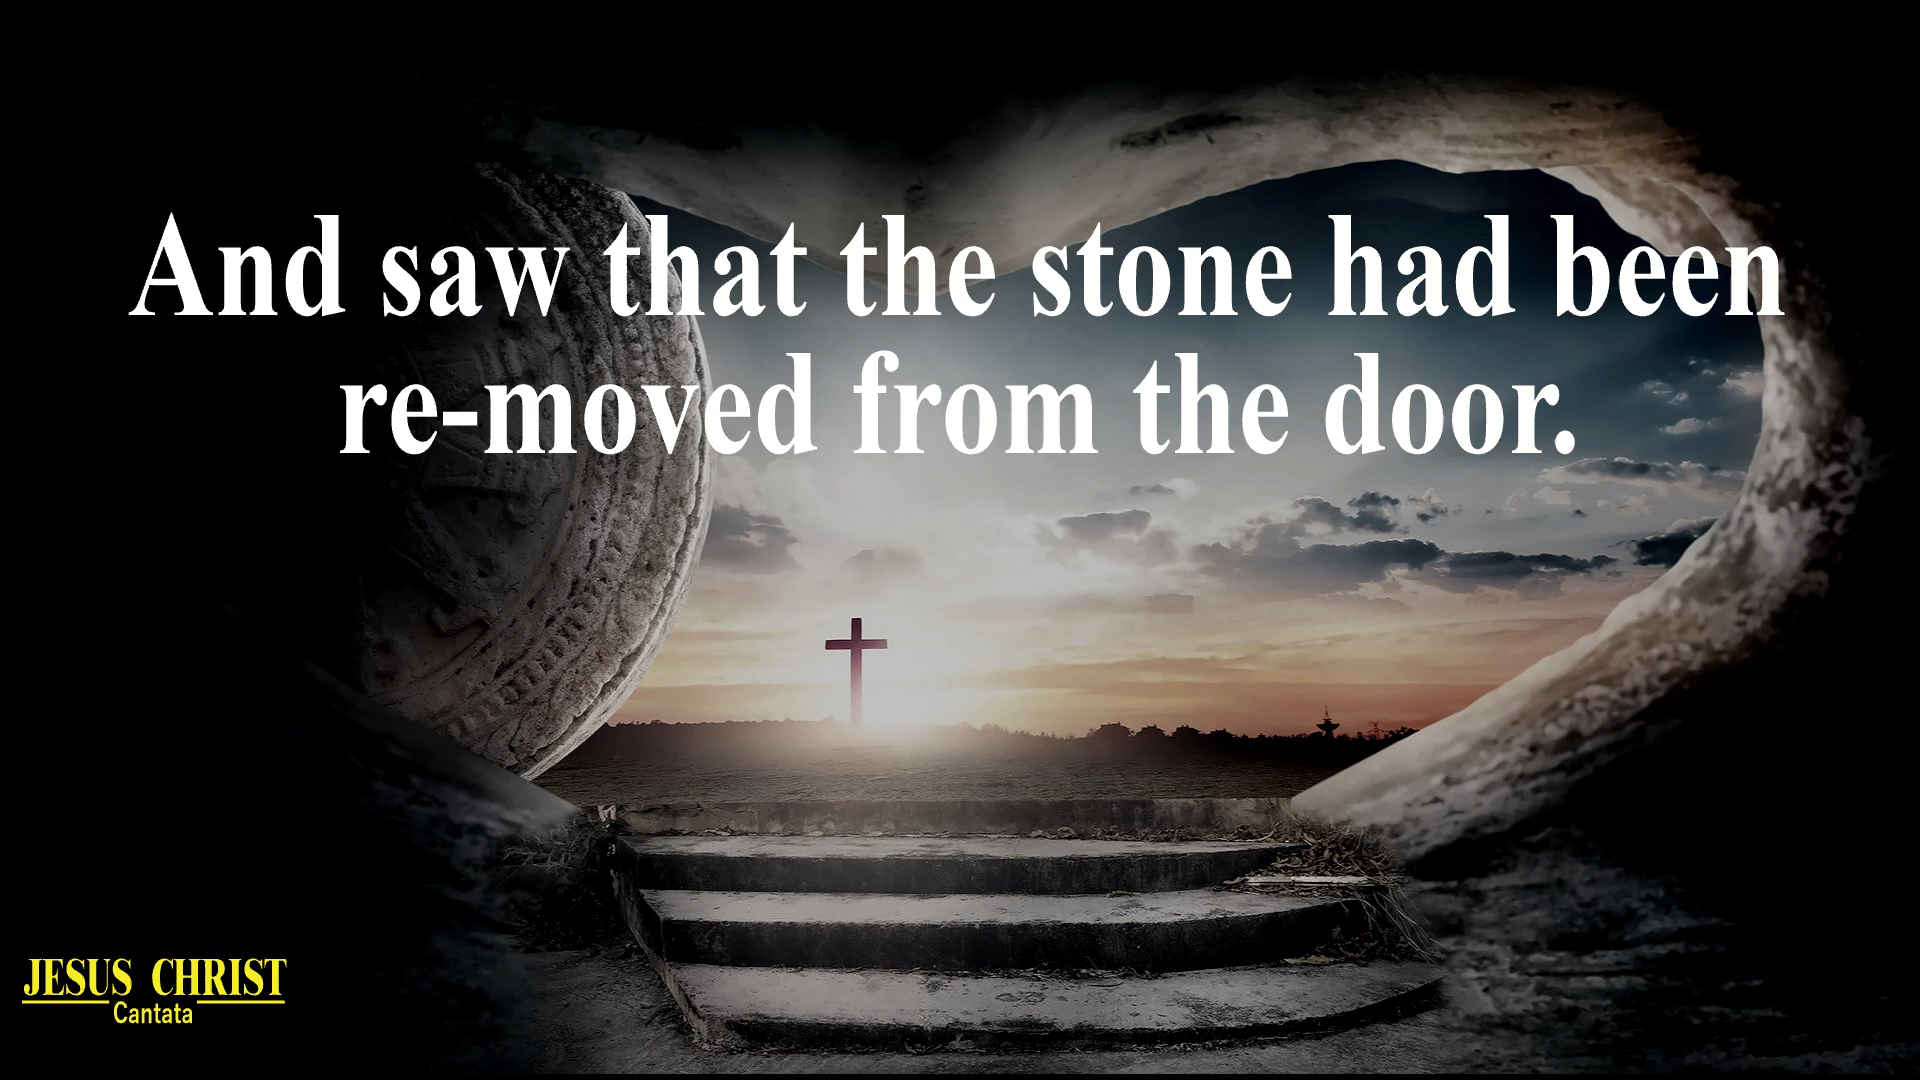 And saw that the stone had been
re-moved from the door.
JESUS CHRIST
Cantata